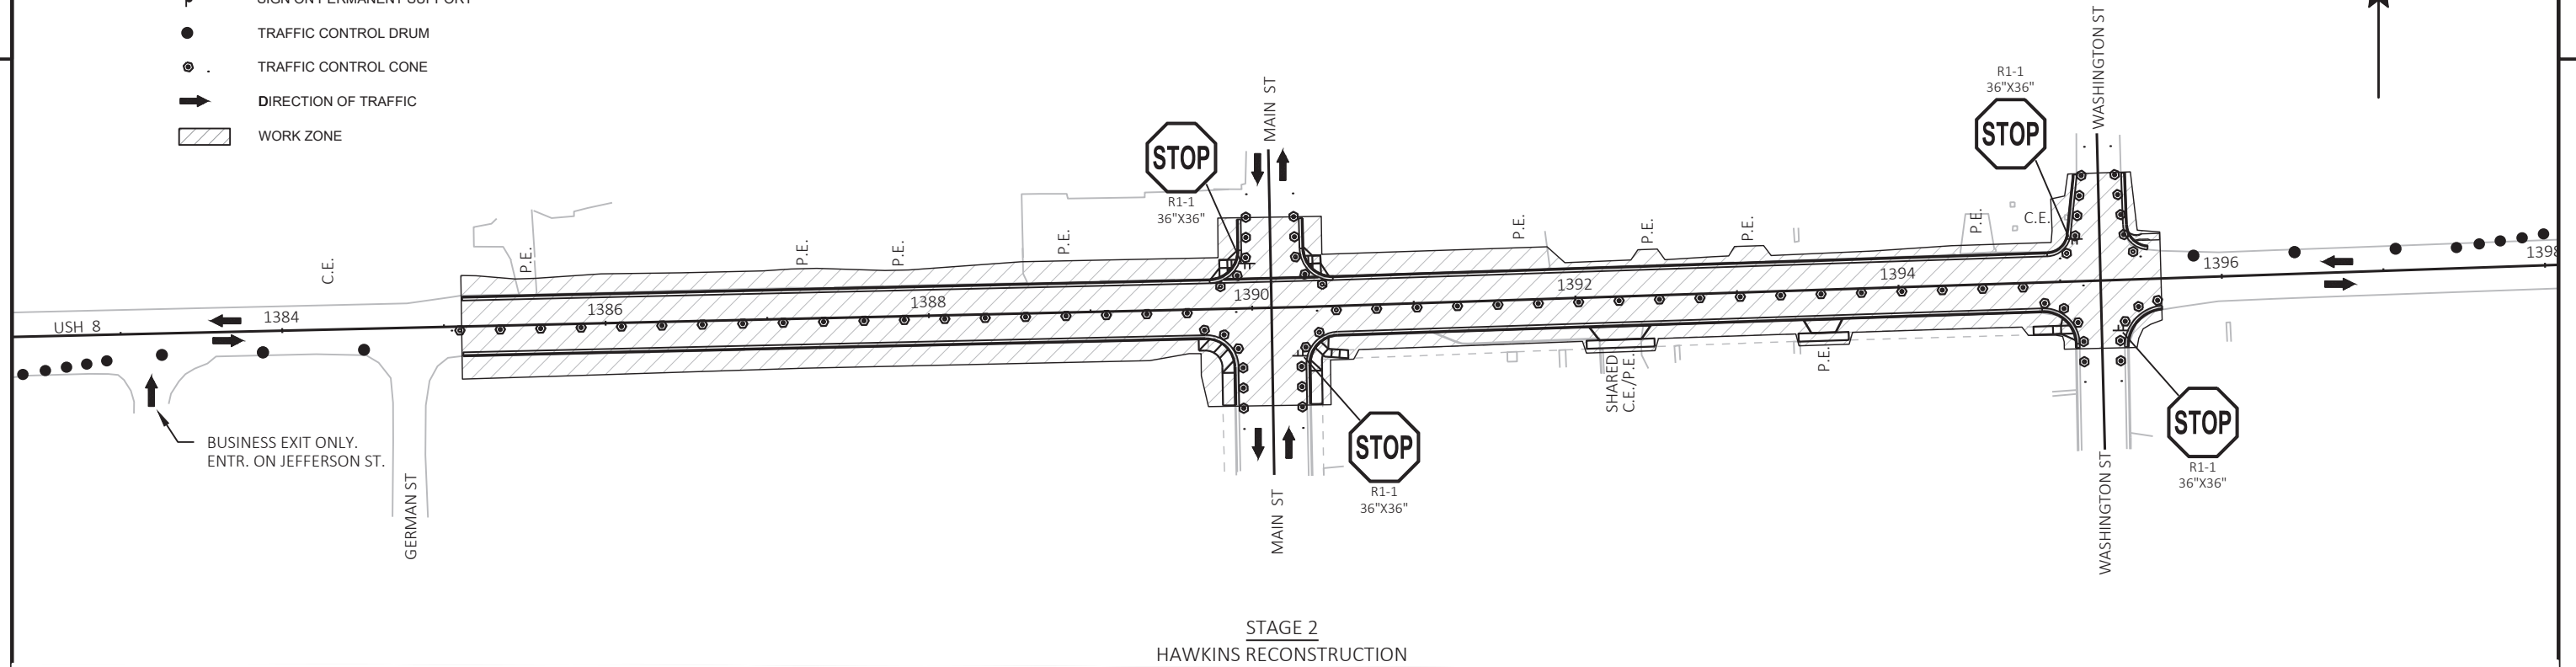 SIGN ON PERMANENT SUPPORT
TRAFFIC CONTROL DRUM
TRAFFIC CONTROL CONE
DIRECTION OF TRAFFIC
WORK ZONE
MAIN ST
WASHINGTON ST
R1-1
36"X36"
STOP
STOP
R1-1
36"X36"
C.E.
P.E.
P.E.
P.E.
P.E.
P.E.
P.E.
P.E.
P.E.
C.E.
USH 8
1384
1386
1388
1390
1392
1394
1396
1398
SHARED
C.E./P.E.
P.E.
BUSINESS EXIT ONLY.
ENTR. ON JEFFERSON ST.
GERMAN ST
MAIN ST
STOP
R1-1
36"X36"
WASHINGTON ST
STOP
R1-1
36"X36"
STAGE 2
HAWKINS RECONSTRUCTION